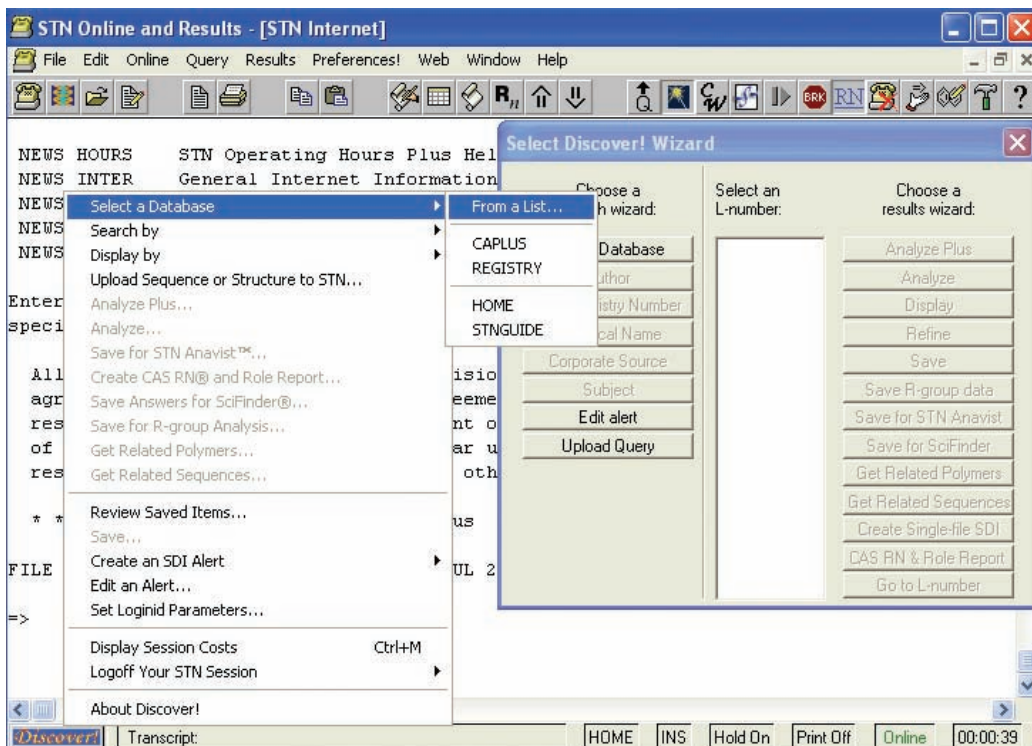 STN Online and Results - [STN Internet]
File Edit Online Query Results Preferences! Web Window Help
Rn CW BRK RN ?
NEWS HOURS STN Operating Hours Plus Hel
NEWS INTER General Internet Information
NEWS
NEWS
NEWS
Enter
speci
All isio
agr eeme
res nt o
of ar u
res oth
* * us
FILE UL 2
=>
Select a Database
Search by
Display by
Upload Sequence or Structure to STN...
Analyze Plus...
Analyze...
Save for STN Anavist™...
Create CAS RN® and Role Report...
Save Answers for SciFinder®...
Save for R-group Analysis...
Get Related Polymers...
Get Related Sequences...
Review Saved Items...
Save...
Create an SDI Alert
Edit an Alert...
Set Loginid Parameters...
Display Session Costs Ctrl+M
Logoff Your STN Session
About Discover!
From a List...
CAPLUS
REGISTRY
HOME
STNGUIDE
Select Discover! Wizard
Choose a
h wizard:
Database
uthor
istry Number
cal Name
Corporate Source
Subject
Edit alert
Upload Query
Select an
L-number:
Choose a
results wizard:
Analyze Plus
Analyze
Display
Refine
Save
Save R-group data
Save for STN Anavist
Save for SciFinder
Get Related Polymers
Get Related Sequences
Create Single-file SDI
CAS RN & Role Report
Go to L-number
Discover! Transcript: HOME INS Hold On Print Off Online 00:00:39